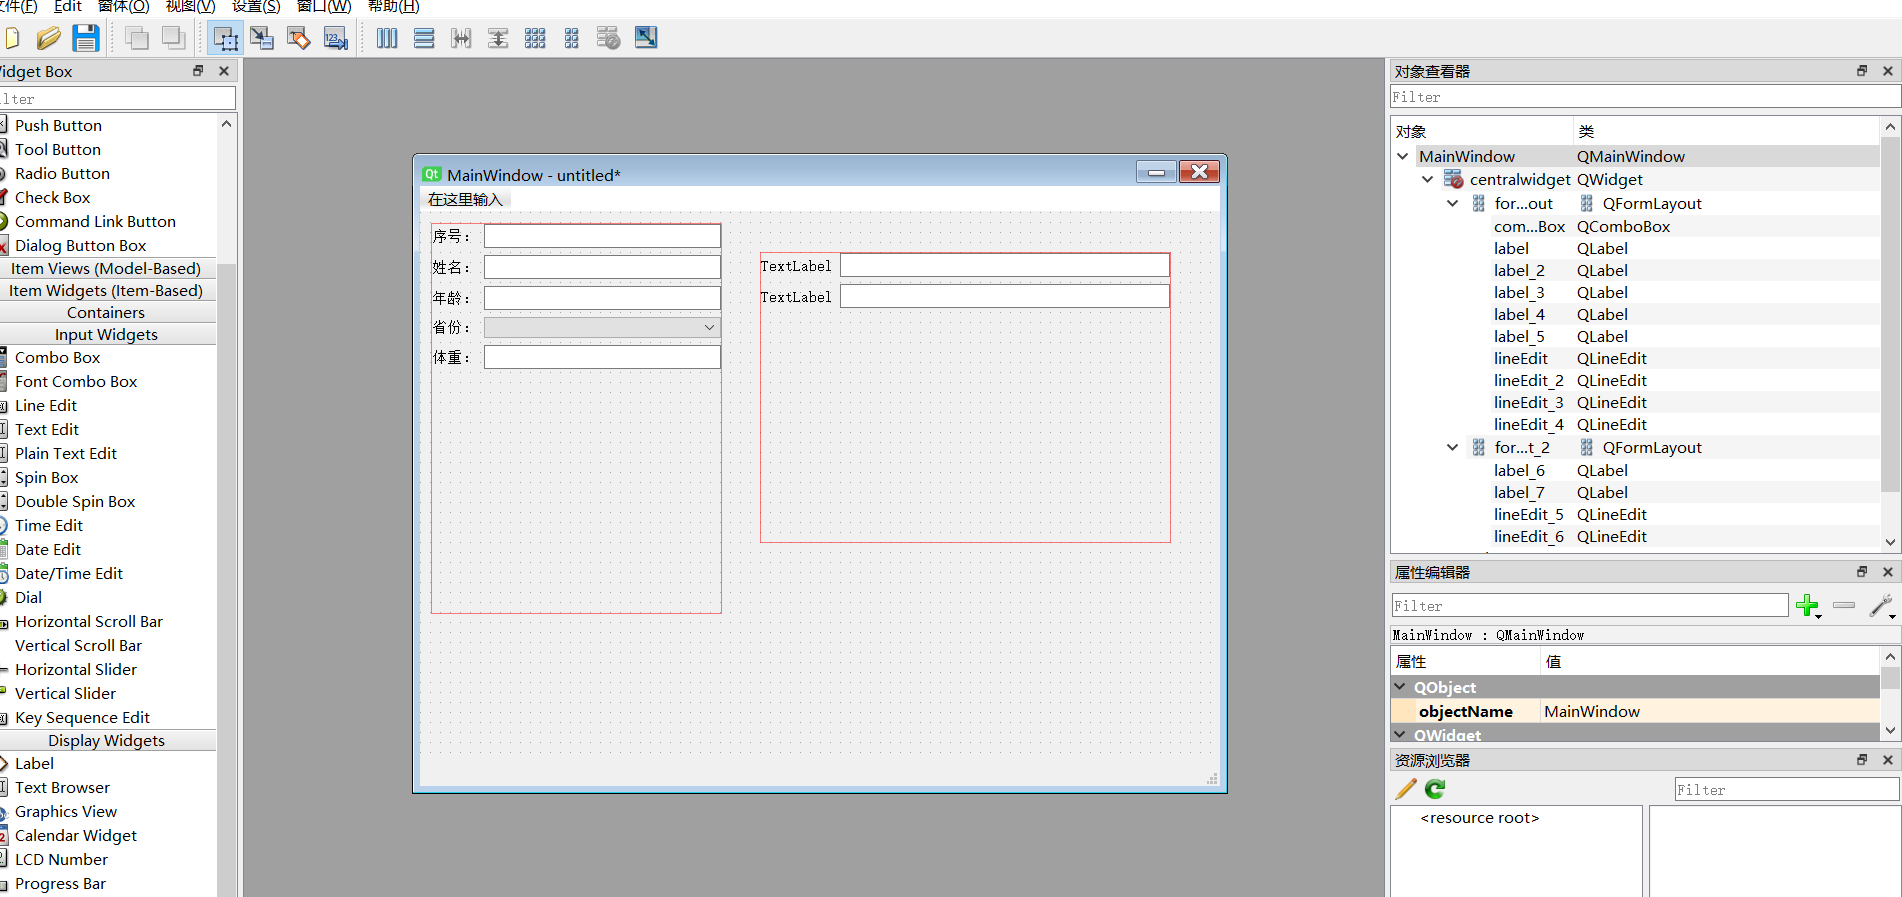 文件(F) Edit 窗体(O) 视图(V) 设置(S) 窗口(W) 帮助(H)
Widget Box
Filter
Push Button
Tool Button
Radio Button
Check Box
Command Link Button
Dialog Button Box
Item Views (Model-Based)
Item Widgets (Item-Based)
Containers
Input Widgets
Combo Box
Font Combo Box
Line Edit
Text Edit
Plain Text Edit
Spin Box
Double Spin Box
Time Edit
Date Edit
Date/Time Edit
Dial
Horizontal Scroll Bar
Vertical Scroll Bar
Horizontal Slider
Vertical Slider
Key Sequence Edit
Display Widgets
Label
Text Browser
Graphics View
Calendar Widget
LCD Number
Progress Bar
MainWindow - untitled*
在这里输入
序号：
姓名：
年龄：
省份：
体重：
TextLabel
TextLabel
对象查看器
Filter
对象 类
MainWindow QMainWindow
centralwidget QWidget
for...out QFormLayout
com...Box QComboBox
label QLabel
label_2 QLabel
label_3 QLabel
label_4 QLabel
label_5 QLabel
lineEdit QLineEdit
lineEdit_2 QLineEdit
lineEdit_3 QLineEdit
lineEdit_4 QLineEdit
for...t_2 QFormLayout
label_6 QLabel
label_7 QLabel
lineEdit_5 QLineEdit
lineEdit_6 QLineEdit
属性编辑器
Filter
MainWindow : QMainWindow
属性 值
QObject
objectName MainWindow
QWidget
资源浏览器
Filter
<resource root>